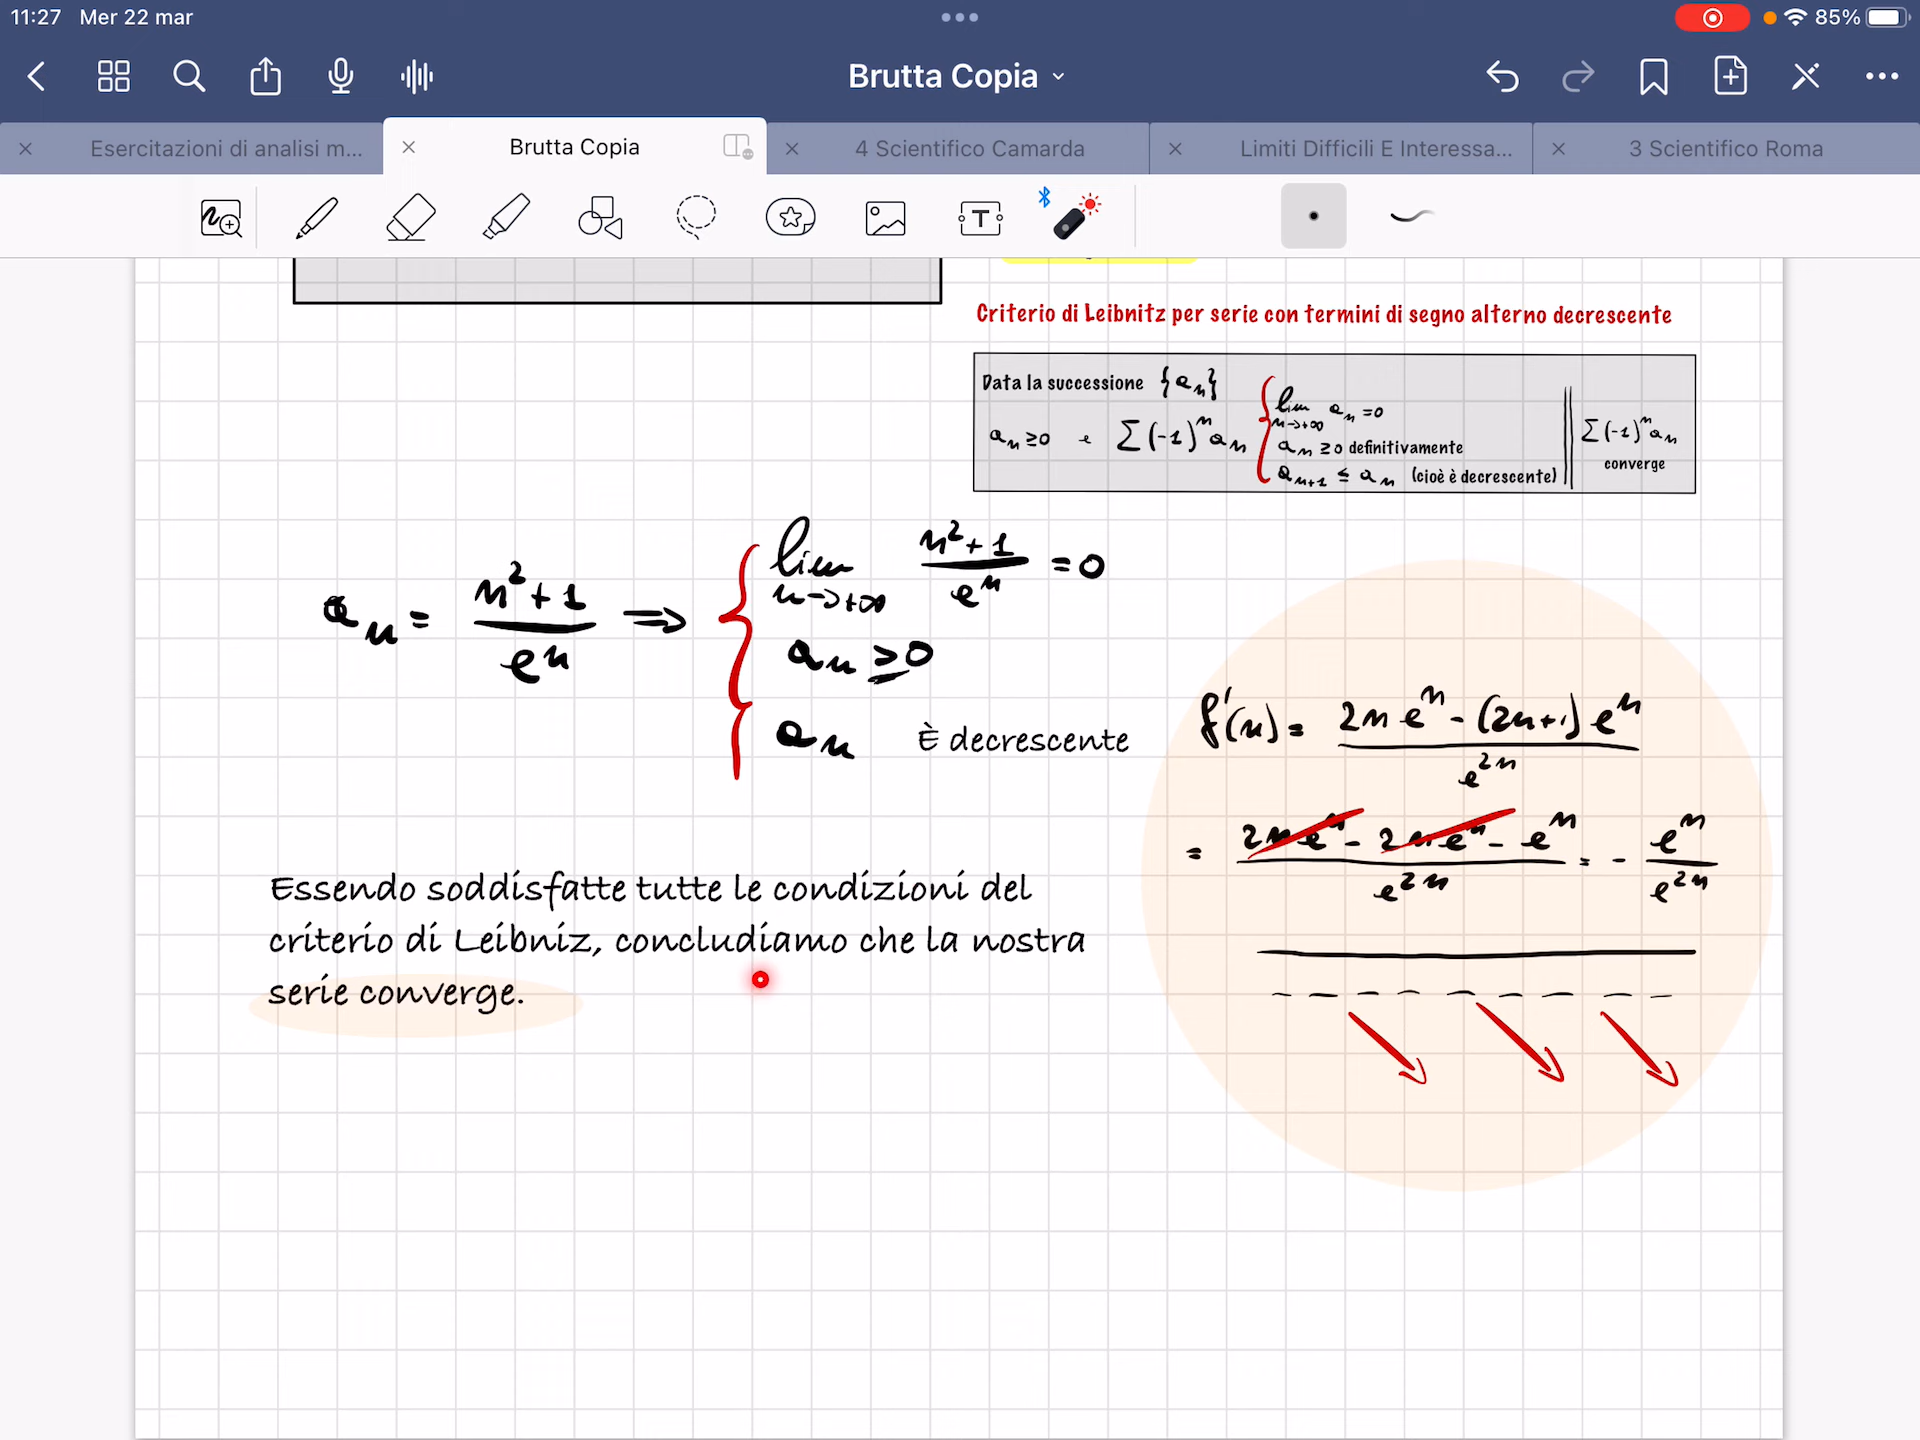 11:27 Mer 22 mar
85%
Brutta Copia
Esercitazioni di analisi m...
Brutta Copia
4 Scientifico Camarda
Limiti Difficili E Interessa...
3 Scientifico Roma
T
Criterio di Leibnitz per serie con termini di segno alterno decrescente
Data la successione {aₙ}
aₙ ≥0 e Σ(-1)ⁿaₙ
lim n→+∞ aₙ =0
aₙ ≥0 definitivamente
aₙ₊₁ ≤ aₙ (cioè è decrescente)
Σ(-1)ⁿaₙ
converge
aₙ = (n²+1)/eⁿ ⇒
lim n→+∞ (n²+1)/eⁿ =0
aₙ ≥0
aₙ È decrescente
f'(n)= (2n eⁿ - (2n+1) eⁿ)/e²ⁿ
= (2neⁿ - 2neⁿ - eⁿ)/e²ⁿ = - eⁿ/e²ⁿ
Essendo soddisfatte tutte le condizioni del
criterio di Leibniz, concludiamo che la nostra
serie converge.